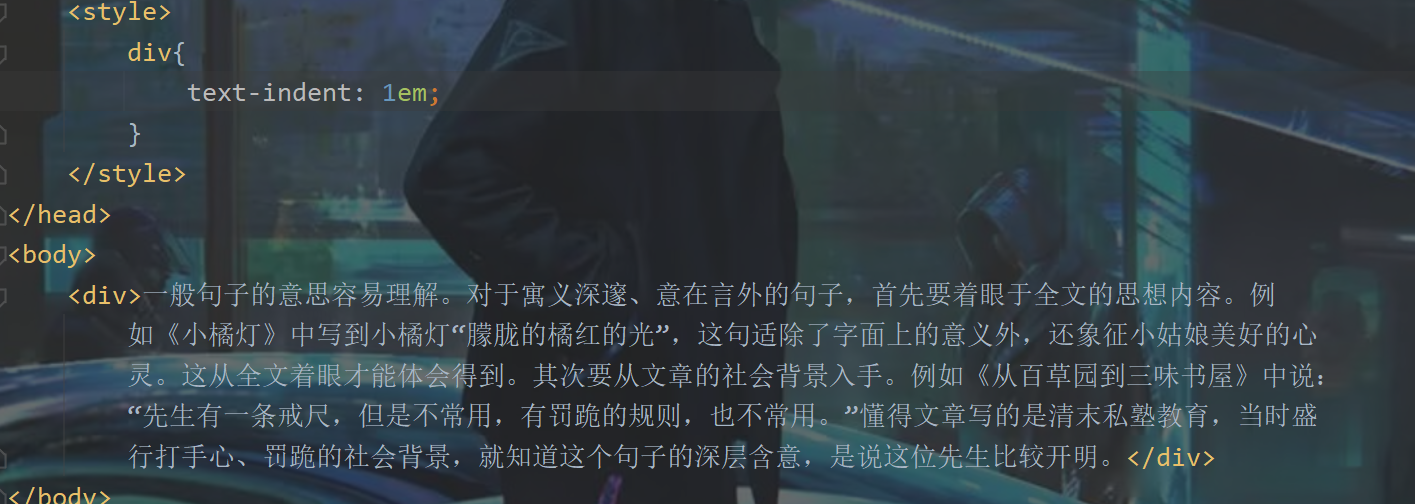 <style>
div{
text-indent: 1em;
}
</style>
</head>
<body>
<div>一般句子的意思容易理解。对于寓义深邃、意在言外的句子，首先要着眼于全文的思想内容。例
如《小橘灯》中写到小橘灯“朦胧的橘红的光”，这句适除了字面上的意义外，还象征小姑娘美好的心
灵。这从全文着眼才能体会得到。其次要从文章的社会背景入手。例如《从百草园到三味书屋》中说：
“先生有一条戒尺，但是不常用，有罚跪的规则，也不常用。”懂得文章写的是清末私塾教育，当时盛
行打手心、罚跪的社会背景，就知道这个句子的深层含意，是说这位先生比较开明。</div>
</body>